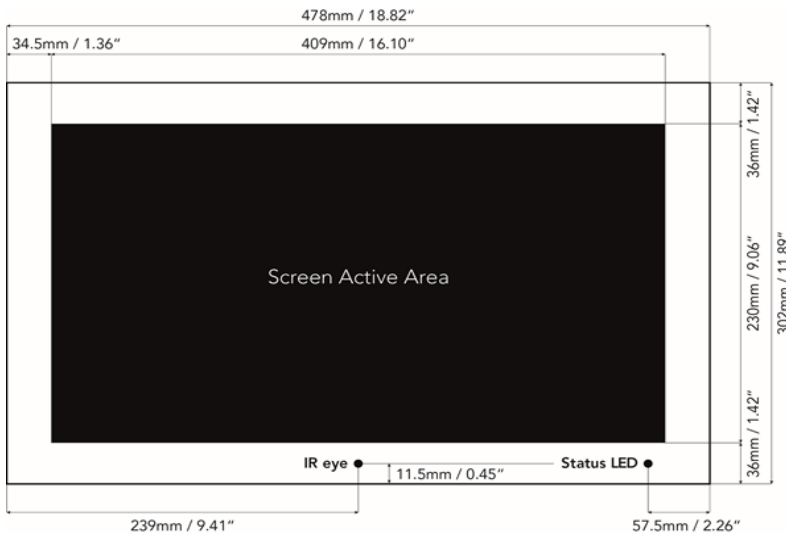 478mm / 18.82“
34.5mm / 1.36“
409mm / 16.10“
36mm / 1.42“
Screen Active Area
230mm / 9.06“
302mm / 11.89“
36mm / 1.42“
IR eye
Status LED
11.5mm / 0.45“
239mm / 9.41“
57.5mm / 2.26“